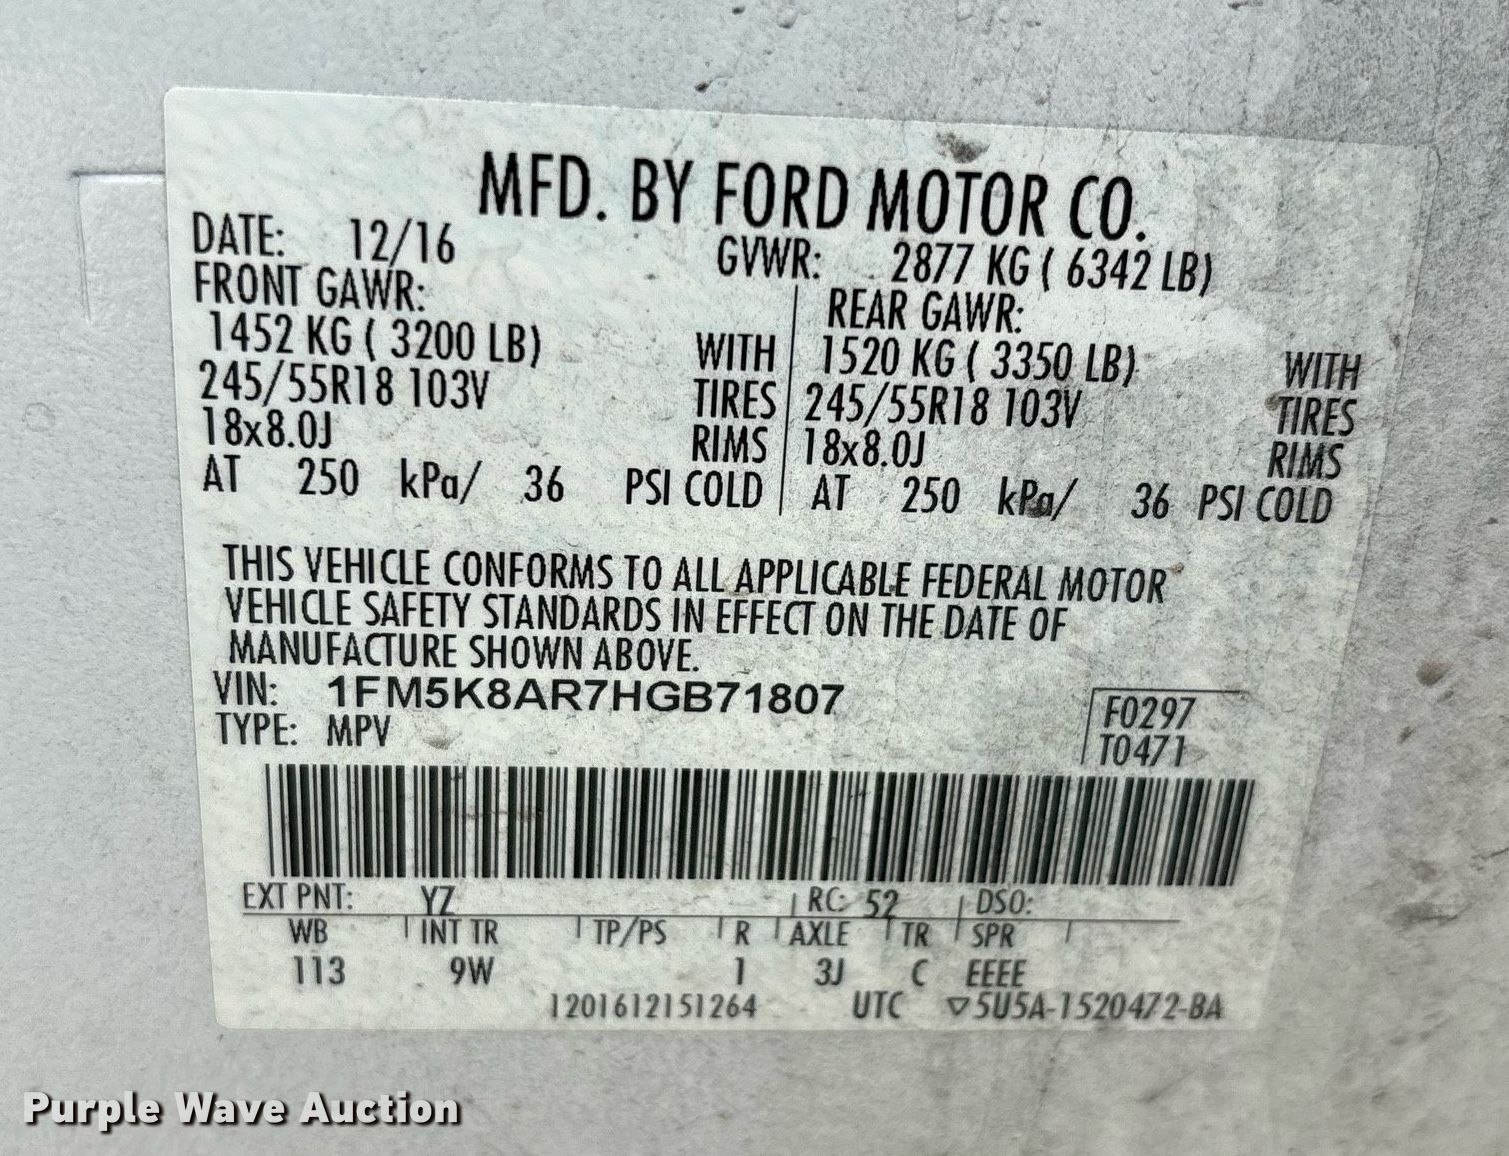 MFD. BY FORD MOTOR CO.
DATE: 12/16 GVWR: 2877 KG ( 6342 LB)
FRONT GAWR: REAR GAWR:
1452 KG ( 3200 LB) WITH 1520 KG ( 3350 LB) WITH
245/55R18 103V TIRES 245/55R18 103V TIRES
18x8.0J RIMS 18x8.0J RIMS
AT 250 kPa/ 36 PSI COLD AT 250 kPa/ 36 PSI COLD
THIS VEHICLE CONFORMS TO ALL APPLICABLE FEDERAL MOTOR
VEHICLE SAFETY STANDARDS IN EFFECT ON THE DATE OF
MANUFACTURE SHOWN ABOVE.
VIN: 1FM5K8AR7HGB71807 F0297
TYPE: MPV T0471
EXT PNT: YZ RC: 52 DSO:
WB INT TR TP/PS R AXLE TR SPR
113 9W 1 3J C EEEE
1201612151264 UTC ▽5U5A-1520472-BA
Purple Wave Auction